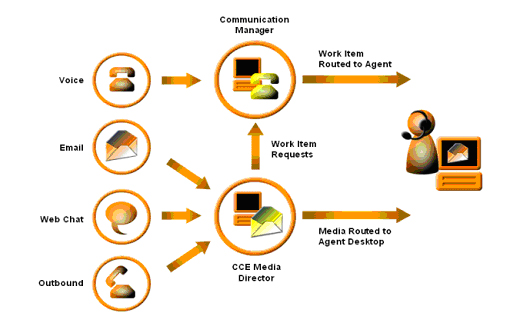 Communication
Manager
Work Item
Routed to Agent
Voice
Email
Work Item
Requests
Web Chat
Media Routed to
Agent Desktop
CCE Media
Director
Outbound